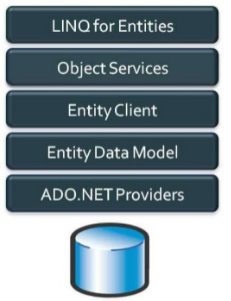 LINQ for Entities
Object Services
Entity Client
Entity Data Model
ADO.NET Providers